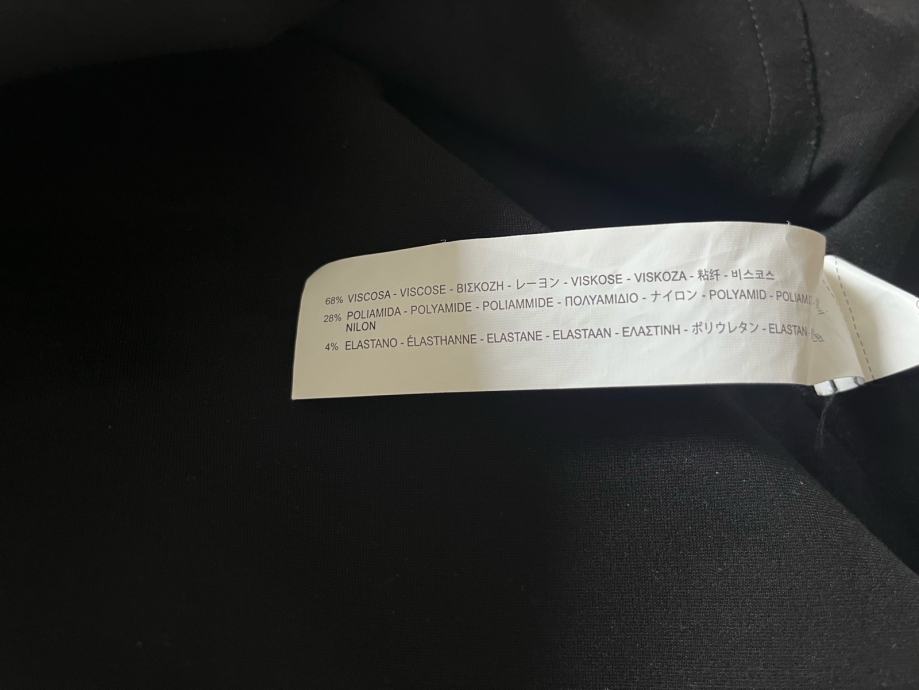 68% VISCOSA - VISCOSE - ΒΙΣΚΟΖΗ - レーヨン - VISKOSE - VISKOZA - 粘纤 - 비스코스
28% POLIAMIDA - POLYAMIDE - POLIAMMIDE - ΠΟΛΥΑΜΙΔΙΟ - ナイロン - POLYAMID -
NILON
4% ELASTANO - ÉLASTHANNE - ELASTANE - ELASTAAN - ΕΛΑΣΤΙΝΗ - ポリウレタン - ELASTAN -